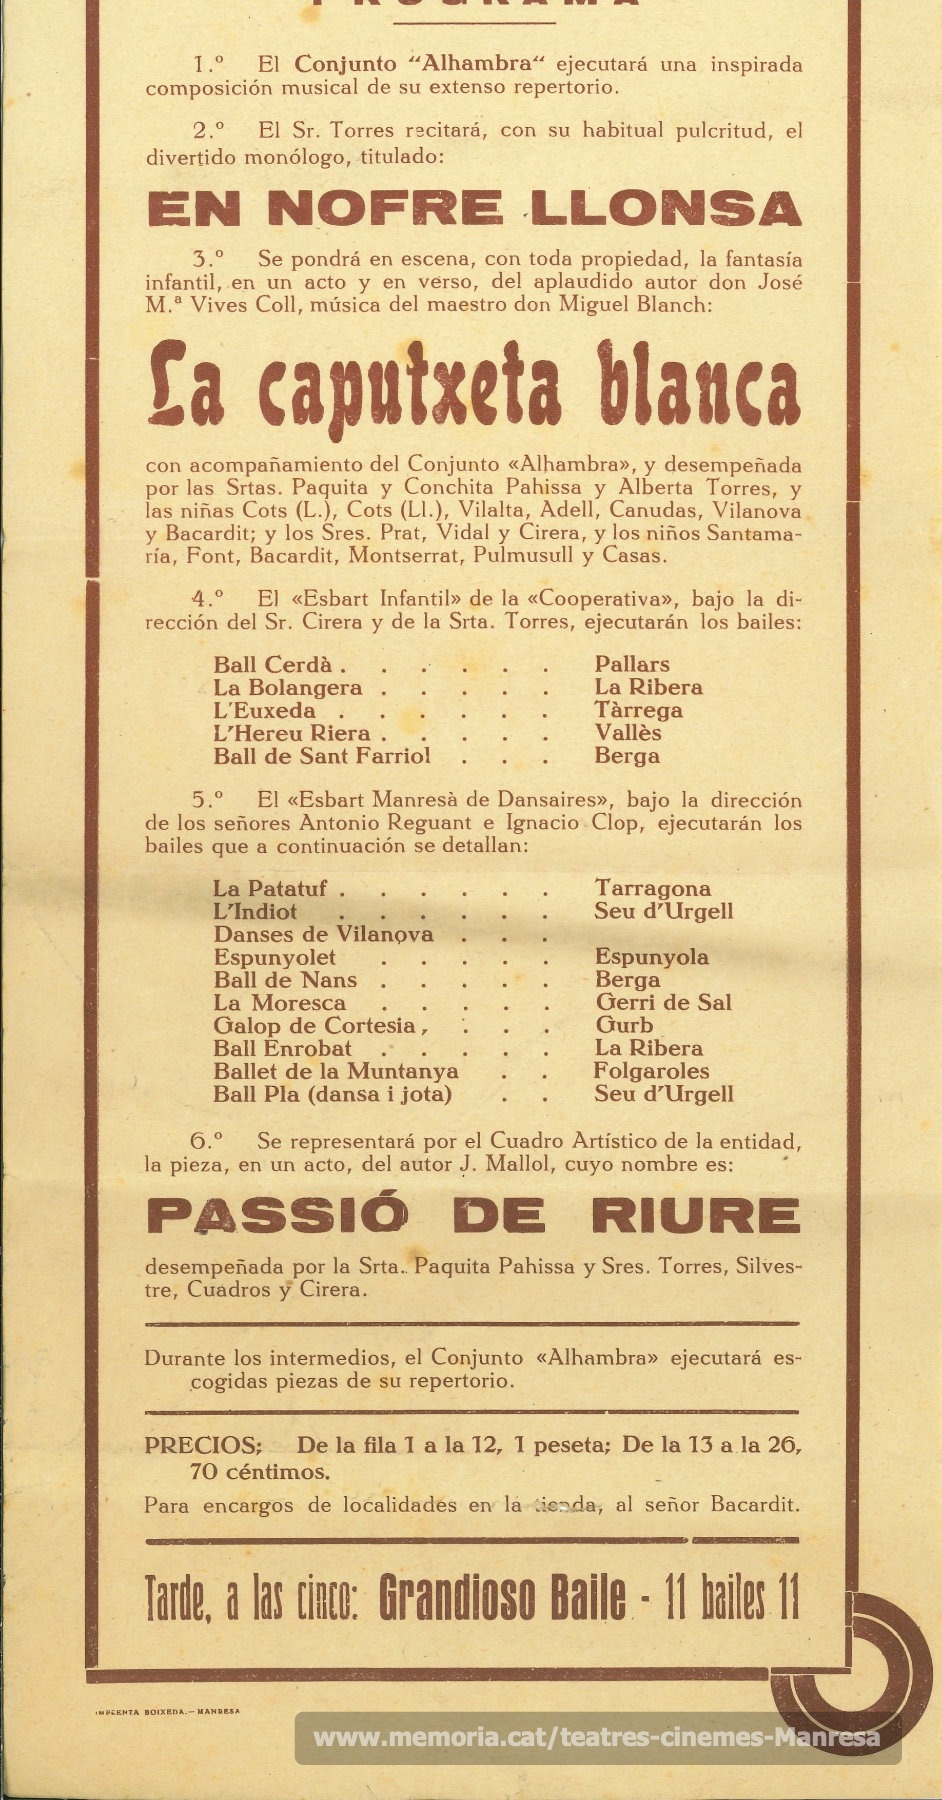 PROGRAMA
1.º El Conjunto “Alhambra“ ejecutará una inspirada
composición musical de su extenso repertorio.
2.º El Sr. Torres recitará, con su habitual pulcritud, el
divertido monólogo, titulado:
EN NOFRE LLONSA
3.º Se pondrá en escena, con toda propiedad, la fantasía
infantil, en un acto y en verso, del aplaudido autor don José
M.ª Vives Coll, música del maestro don Miguel Blanch:
La caputxeta blanca
con acompañamiento del Conjunto «Alhambra», y desempeñada
por las Srtas. Paquita y Conchita Pahissa y Alberta Torres, y
las niñas Cots (L.), Cots (Ll.), Vilalta, Adell, Canudas, Vilanova
y Bacardit; y los Sres. Prat, Vidal y Cirera, y los niños Santama-
ría, Font, Bacardit, Montserrat, Pulmusull y Casas.
4.º El «Esbart Infantil» de la «Cooperativa», bajo la di-
rección del Sr. Cirera y de la Srta. Torres, ejecutarán los bailes:
Ball Cerdà . . . . . . Pallars
La Bolangera . . . . . La Ribera
L'Euxeda . . . . . . Tàrrega
L'Hereu Riera . . . . . Vallès
Ball de Sant Farriol . . . Berga
5.º El «Esbart Manresà de Dansaires», bajo la dirección
de los señores Antonio Reguant e Ignacio Clop, ejecutarán los
bailes que a continuación se detallan:
La Patatuf . . . . . . Tarragona
L'Indiot . . . . . . Seu d'Urgell
Danses de Vilanova . . .
Espunyolet . . . . . Espunyola
Ball de Nans . . . . . Berga
La Moresca . . . . . Gerri de Sal
Galop de Cortesia , . . . Gurb
Ball Enrobat . . . . . La Ribera
Ballet de la Muntanya . . Folgaroles
Ball Pla (dansa i jota) . . Seu d'Urgell
6.º Se representará por el Cuadro Artístico de la entidad,
la pieza, en un acto, del autor J. Mallol, cuyo nombre es:
PASSIÓ DE RIURE
desempeñada por la Srta. Paquita Pahissa y Sres. Torres, Silves-
tre, Cuadros y Cirera.
Durante los intermedios, el Conjunto «Alhambra» ejecutará es-
cogidas piezas de su repertorio.
PRECIOS: De la fila 1 a la 12, 1 peseta; De la 13 a la 26,
70 céntimos.
Para encargos de localidades en la tienda, al señor Bacardit.
Tarde, a las cinco: Grandioso Baile - 11 bailes 11
IMPRENTA BOIXEDA.—MANRESA
www.memoria.cat/teatres-cinemes-Manresa